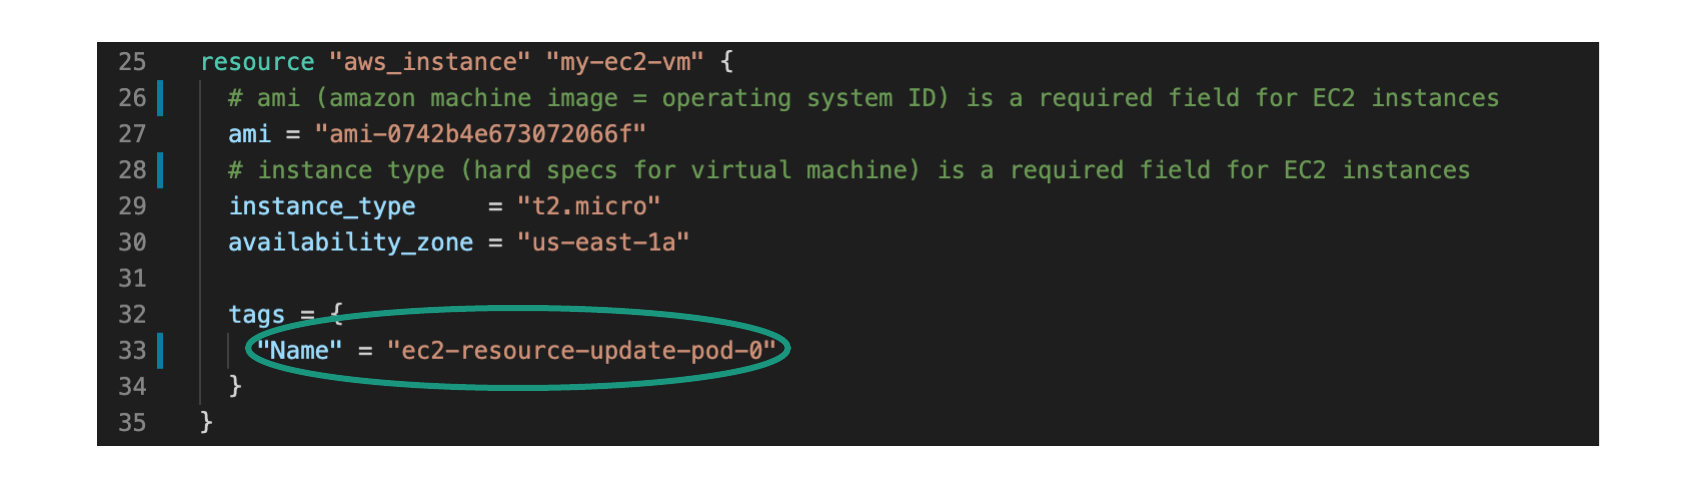 25 resource "aws_instance" "my-ec2-vm" {
26 # ami (amazon machine image = operating system ID) is a required field for EC2 instances
27 ami = "ami-0742b4e673072066f"
28 # instance type (hard specs for virtual machine) is a required field for EC2 instances
29 instance_type     = "t2.micro"
30 availability_zone = "us-east-1a"
31
32 tags = {
33 "Name" = "ec2-resource-update-pod-0"
34 }
35 }